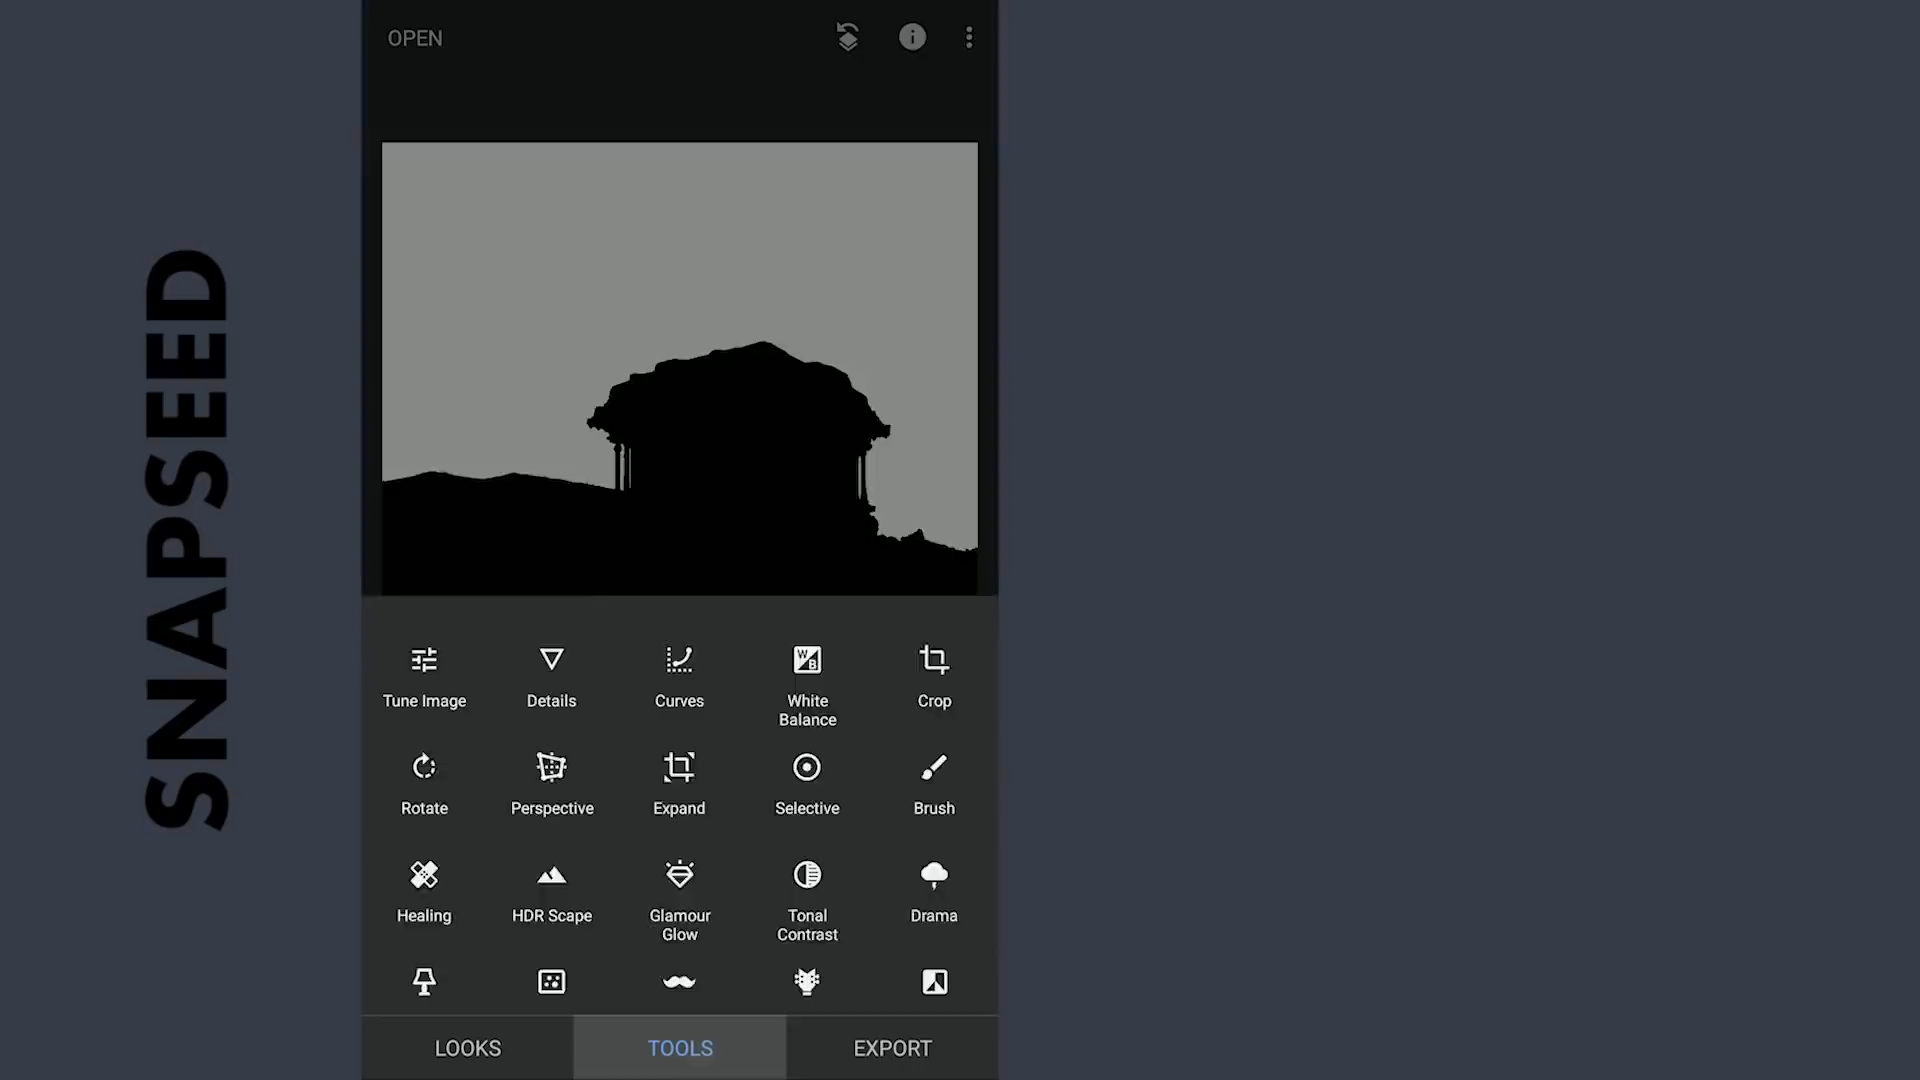 SNAPSEED
OPEN
Tune Image
Details
Curves
White
Balance
Crop
Rotate
Perspective
Expand
Selective
Brush
Healing
HDR Scape
Glamour
Glow
Tonal
Contrast
Drama
LOOKS
TOOLS
EXPORT